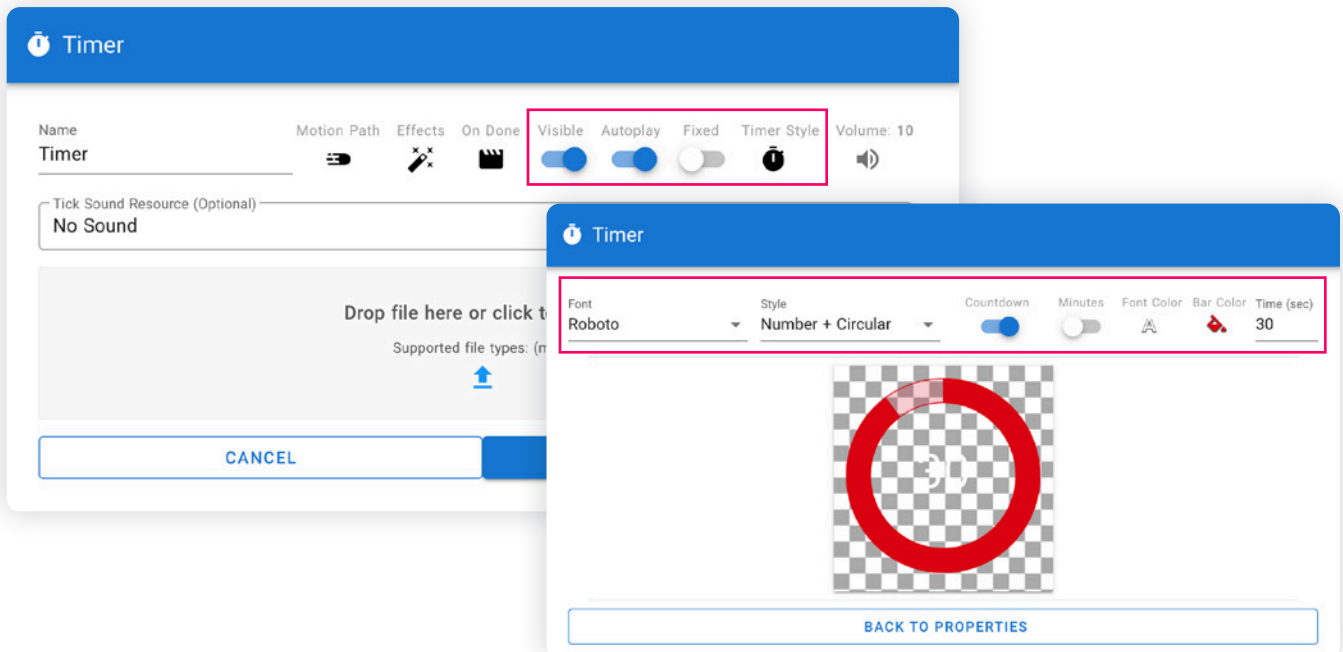 Timer
Name
Timer
Motion Path
Effects
On Done
Visible
Autoplay
Fixed
Timer Style
Volume: 10
Tick Sound Resource (Optional)
No Sound
Drop file here or click t
Supported file types: (
CANCEL
Timer
Font
Roboto
Style
Number + Circular
Countdown
Minutes
Font Color
A
Bar Color
Time (sec)
30
30
BACK TO PROPERTIES